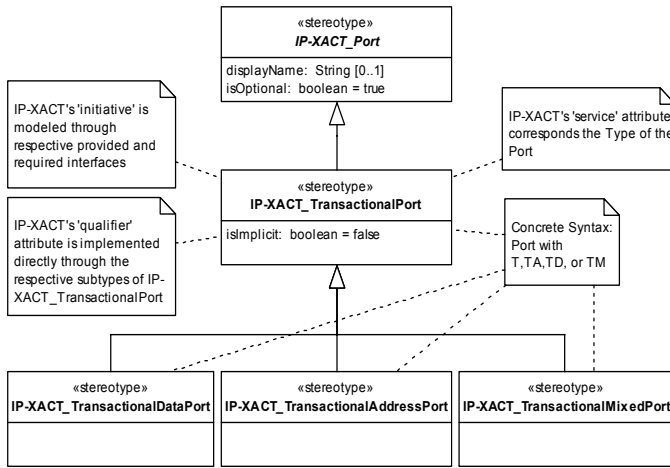 «stereotype»
IP-XACT_Port
displayName: String [0..1]
isOptional: boolean = true
IP-XACT's 'initiative' is
modeled through
respective provided and
required interfaces
IP-XACT's 'service' attribute
corresponds the Type of the
Port
«stereotype»
IP-XACT_TransactionalPort
isImplicit: boolean = false
IP-XACT's 'qualifier'
attribute is implemented
directly through the
respective subtypes of IP-
XACT_TransactionalPort
Concrete Syntax:
Port with
T,TA,TD, or TM
«stereotype»
IP-XACT_TransactionalDataPort
«stereotype»
IP-XACT_TransactionalAddressPort
«stereotype»
IP-XACT_TransactionalMixedPort